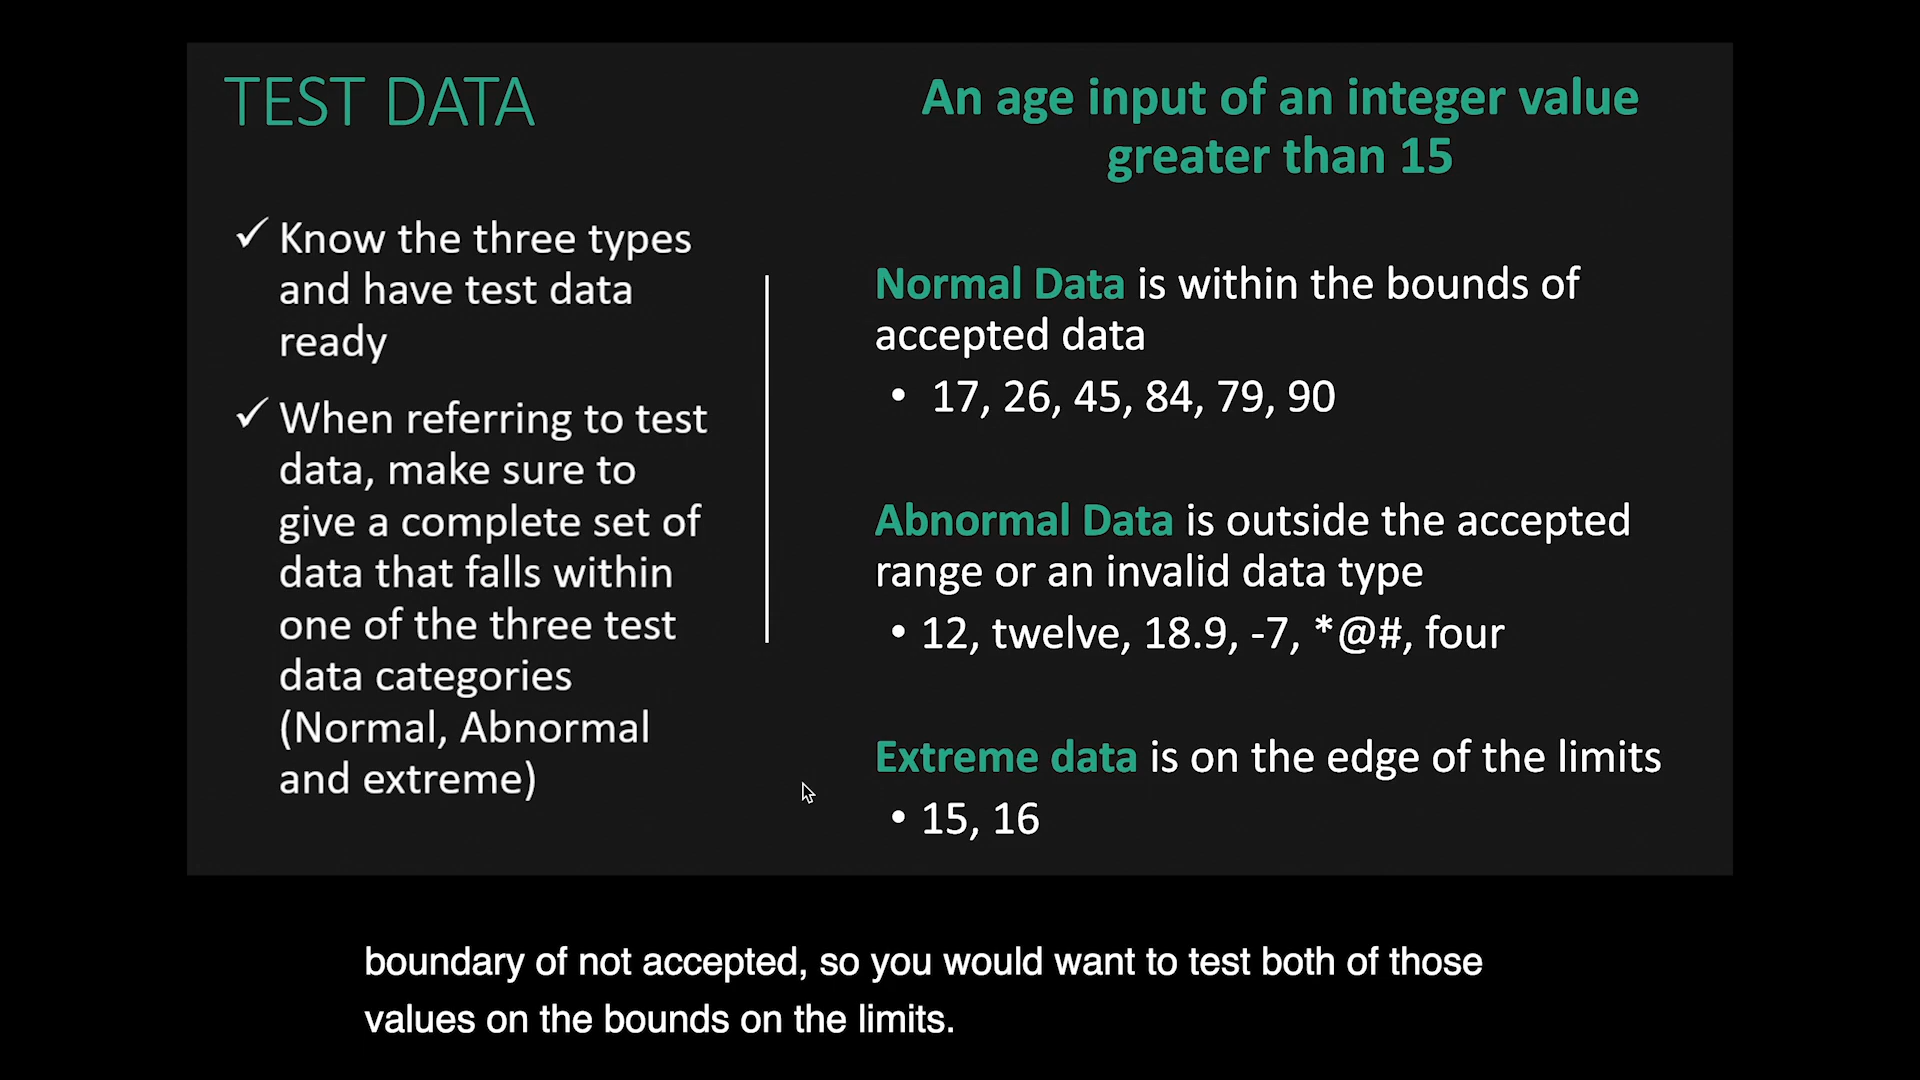 TEST DATA
✓ Know the three types
and have test data
ready
✓ When referring to test
data, make sure to
give a complete set of
data that falls within
one of the three test
data categories
(Normal, Abnormal
and extreme)
An age input of an integer value
greater than 15
Normal Data is within the bounds of
accepted data
• 17, 26, 45, 84, 79, 90
Abnormal Data is outside the accepted
range or an invalid data type
• 12, twelve, 18.9, -7, *@#, four
Extreme data is on the edge of the limits
• 15, 16
boundary of not accepted, so you would want to test both of those
values on the bounds on the limits.